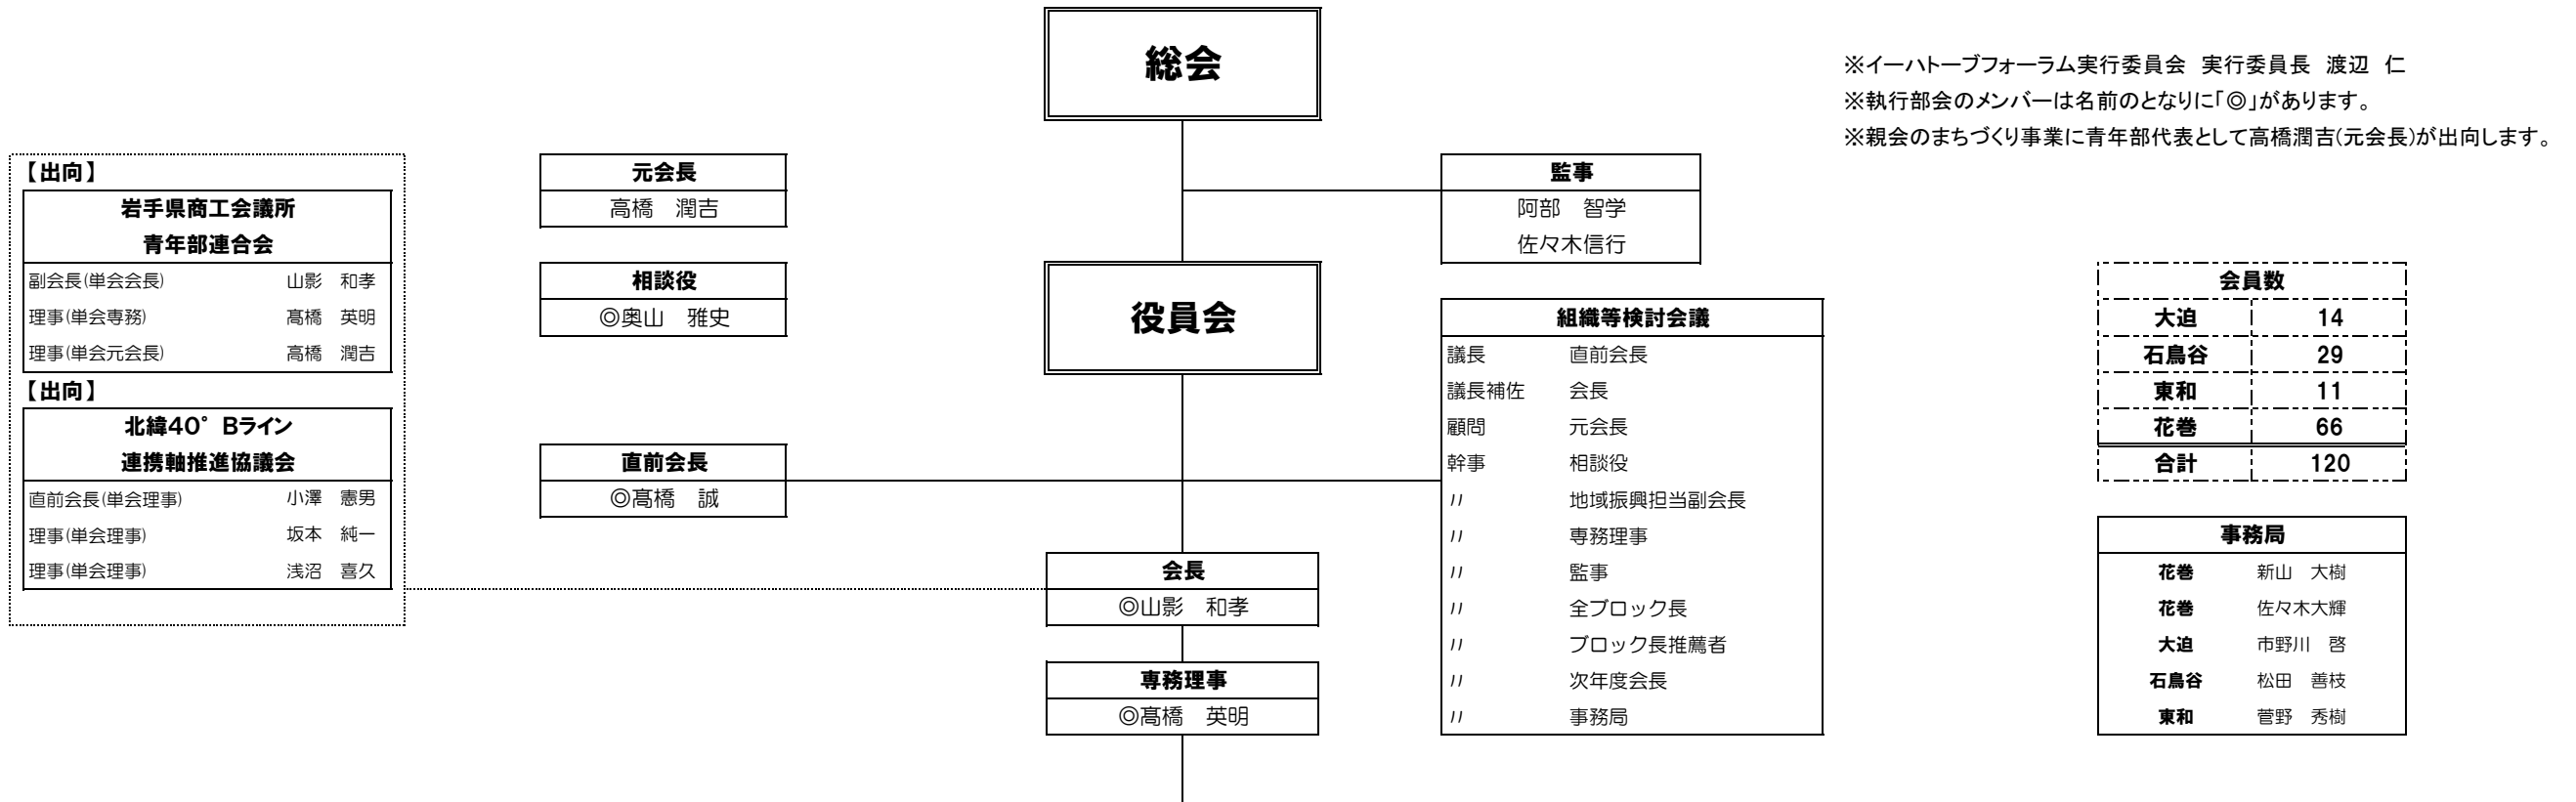 総会
※イーハトーブフォーラム実行委員会　実行委員長　渡辺　仁
※執行部会のメンバーは名前のとなりに「◎」があります。
※親会のまちづくり事業に青年部代表として高橋潤吉(元会長)が出向します。
【出向】
岩手県商工会議所
青年部連合会
副会長(単会会長)　山影　和孝
理事(単会専務)　髙橋　英明
理事(単会元会長)　高橋　潤吉
【出向】
北緯40°Bライン
連携軸推進協議会
直前会長(単会理事)　小澤　憲男
理事(単会理事)　坂本　純一
理事(単会理事)　浅沼　喜久
元会長
高橋　潤吉
相談役
◎奥山　雅史
直前会長
◎髙橋　誠
監事
阿部　智学
佐々木信行
役員会
会長
◎山影　和孝
専務理事
◎髙橋　英明
組織等検討会議
議長　直前会長
議長補佐　会長
顧問　元会長
幹事　相談役
〃　地域振興担当副会長
〃　専務理事
〃　監事
〃　全ブロック長
〃　ブロック長推薦者
〃　次年度会長
〃　事務局
会員数
大迫　14
石鳥谷　29
東和　11
花巻　66
合計　120
事務局
花巻　新山　大樹
花巻　佐々木大輝
大迫　市野川　啓
石鳥谷　松田　善枝
東和　菅野　秀樹